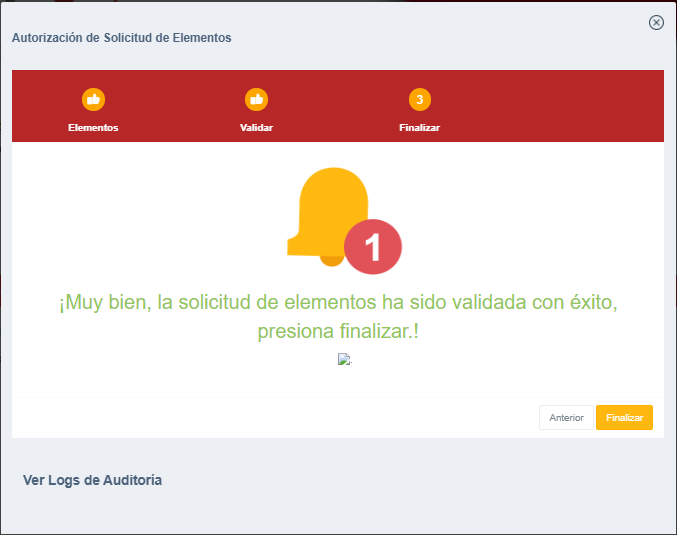 Autorización de Solicitud de Elementos
3
Elementos
Validar
Finalizar
1
¡Muy bien, la solicitud de elementos ha sido validada con éxito,
presiona finalizar.!
Anterior
Finalizar
Ver Logs de Auditoría